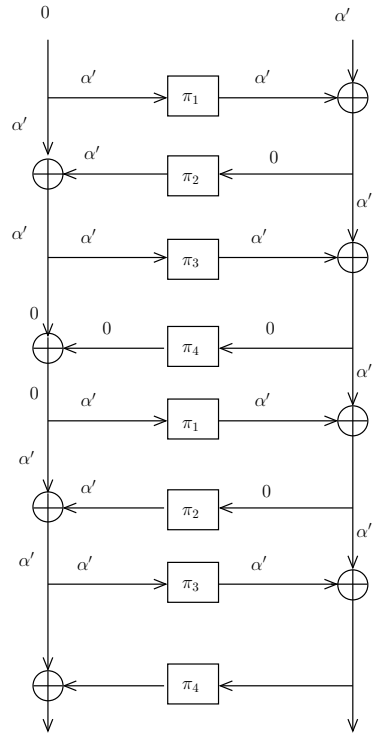 0 α′
α′ π₁ α′
α′
α′ π₂ 0
α′
α′ α′ π₃ α′
0
0 π₄ 0
α′
0 α′ π₁ α′
α′
α′ π₂ 0
α′
α′ α′ π₃ α′
π₄